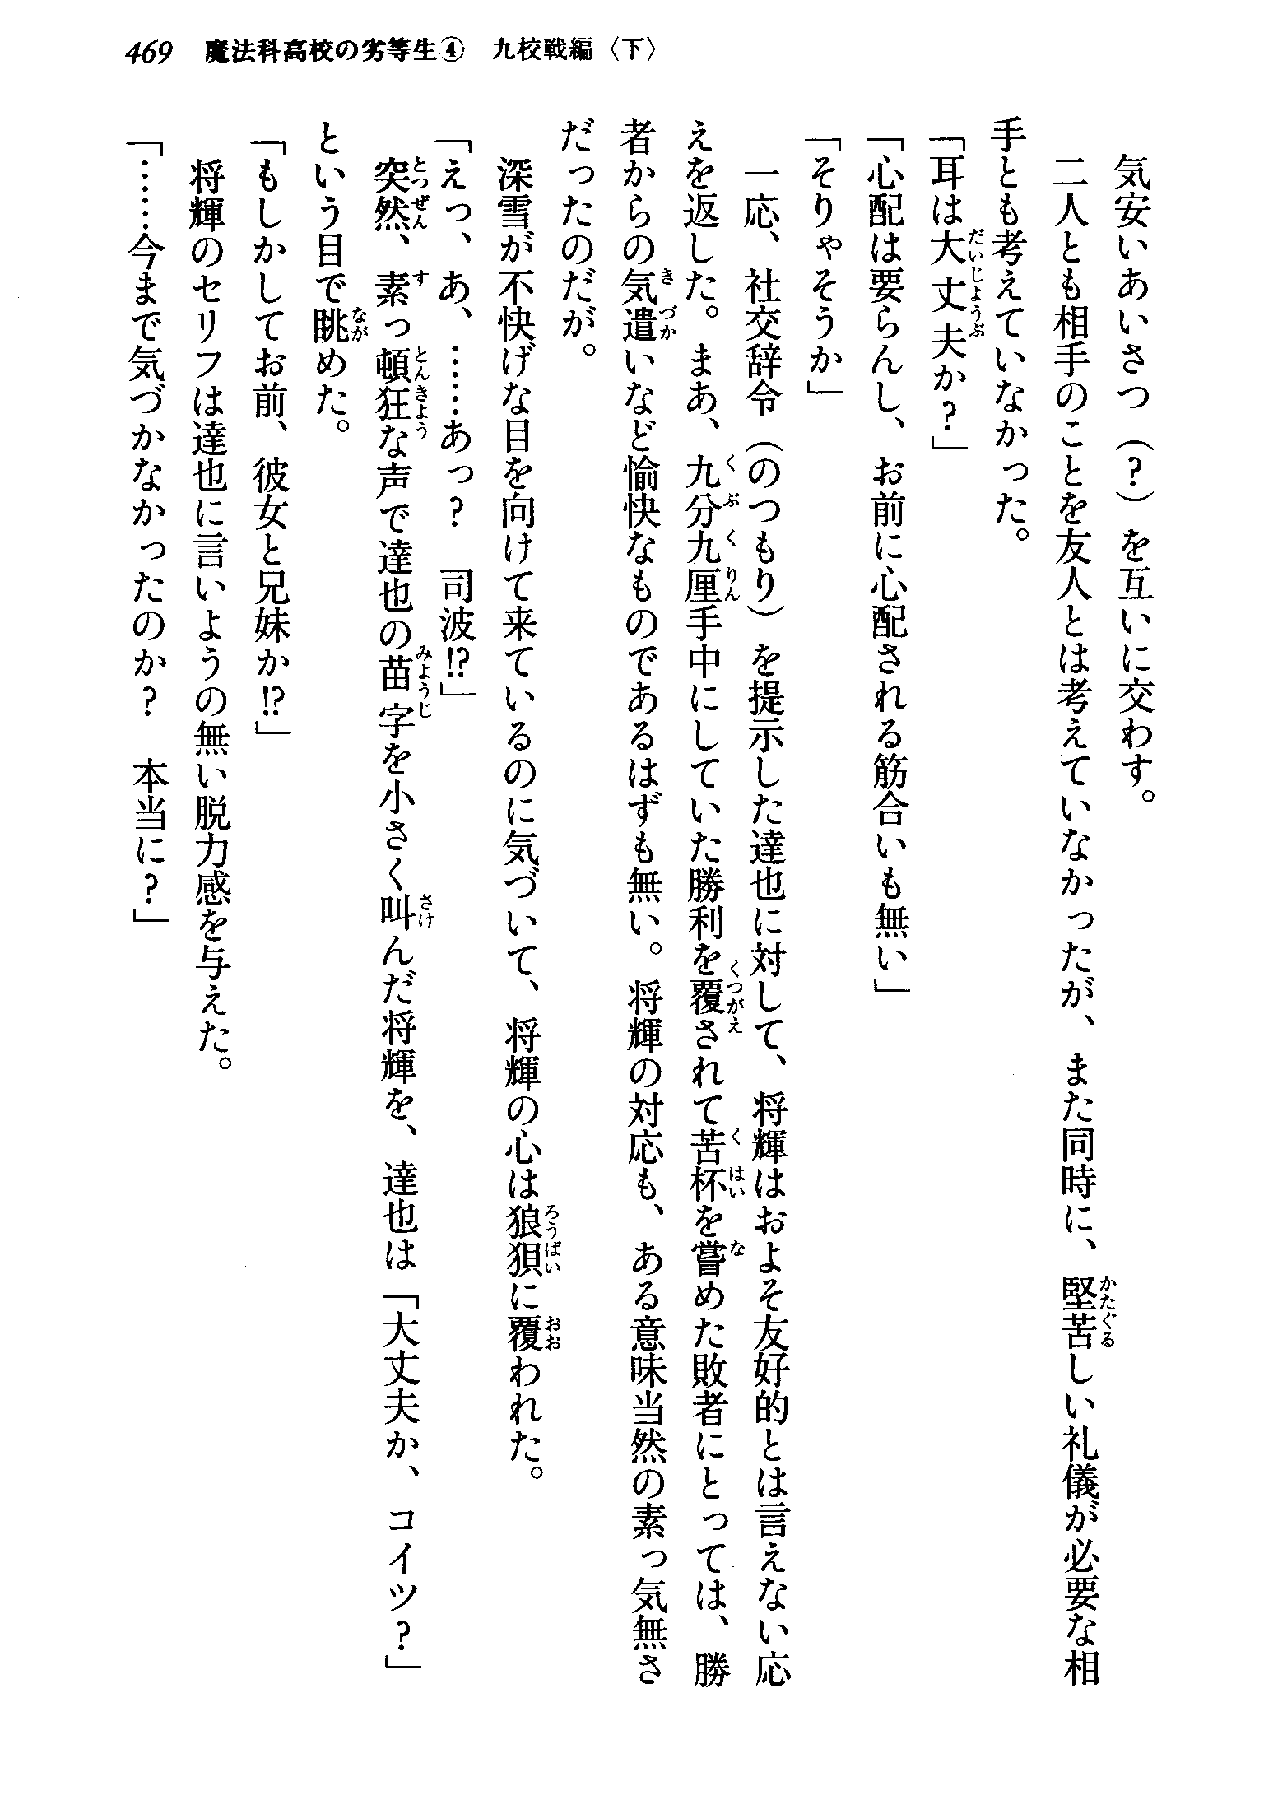 469　魔法科高校の劣等生④　九校戦編〈下〉
　気安いあいさつ（？）を互いに交わす。
　二人とも相手のことを友人とは考えていなかったが、また同時に、堅苦しい礼儀が必要な相
手とも考えていなかった。
「耳は大丈夫か？」
「心配は要らんし、お前に心配される筋合いも無い」
「そりゃそうか」
　一応、社交辞令（のつもり）を提示した達也に対して、将輝はおよそ友好的とは言えない応
えを返した。まあ、九分九厘手中にしていた勝利を覆されて苦杯を嘗めた敗者にとっては、勝
者からの気遣いなど愉快なものであるはずも無い。将輝の対応も、ある意味当然の素っ気無さ
だったのだが。
　深雪が不快げな目を向けて来ているのに気づいて、将輝の心は狼狽に覆われた。
「えっ、あ、……あっ？　司波!?」
　突然、素っ頓狂な声で達也の苗字を小さく叫んだ将輝を、達也は「大丈夫か、コイツ？」
という目で眺めた。
「もしかしてお前、彼女と兄妹か!?」
　将輝のセリフは達也に言いようの無い脱力感を与えた。
「……今まで気づかなかったのか？　本当に？」